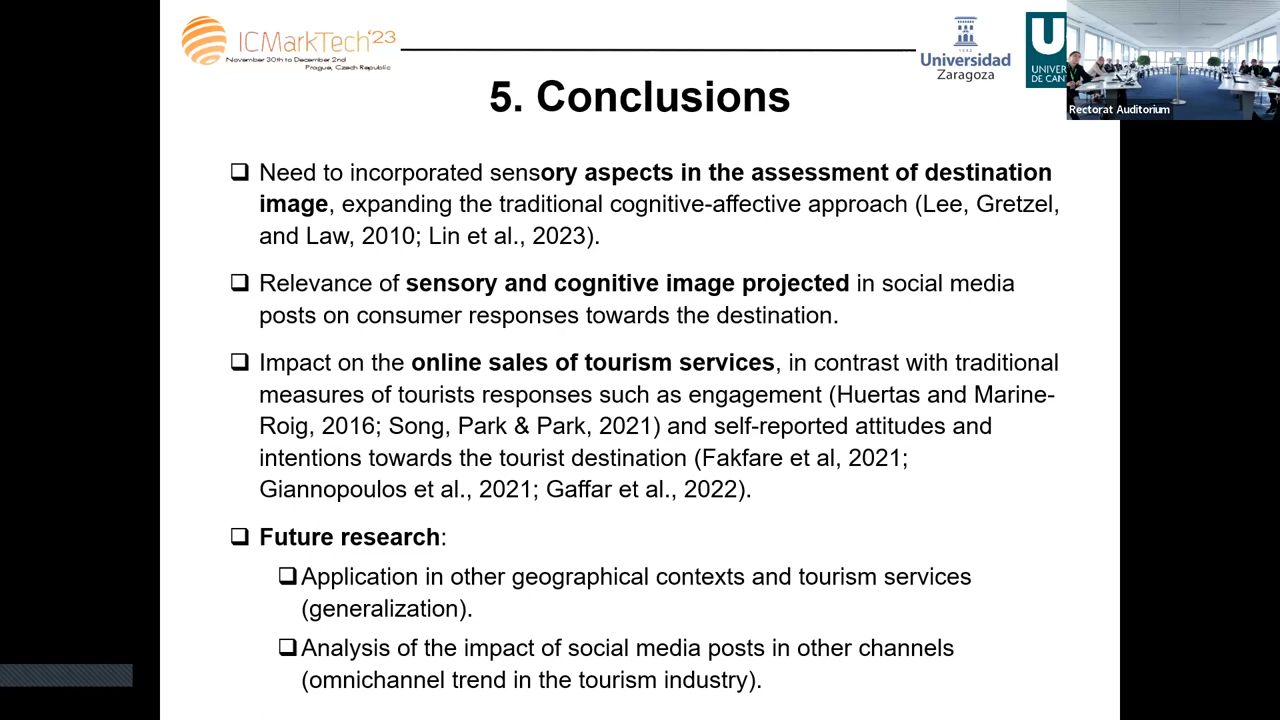 ICMarkTech'23
November 30th to December 2nd
Prague, Czech Republic
1542
Universidad
Zaragoza
U
UNIVER
DE CAN
Rectorat Auditorium
5. Conclusions
❑ Need to incorporated sensory aspects in the assessment of destination
image, expanding the traditional cognitive-affective approach (Lee, Gretzel,
and Law, 2010; Lin et al., 2023).
❑ Relevance of sensory and cognitive image projected in social media
posts on consumer responses towards the destination.
❑ Impact on the online sales of tourism services, in contrast with traditional
measures of tourists responses such as engagement (Huertas and Marine-
Roig, 2016; Song, Park & Park, 2021) and self-reported attitudes and
intentions towards the tourist destination (Fakfare et al, 2021;
Giannopoulos et al., 2021; Gaffar et al., 2022).
❑ Future research:
❑Application in other geographical contexts and tourism services
(generalization).
❑Analysis of the impact of social media posts in other channels
(omnichannel trend in the tourism industry).